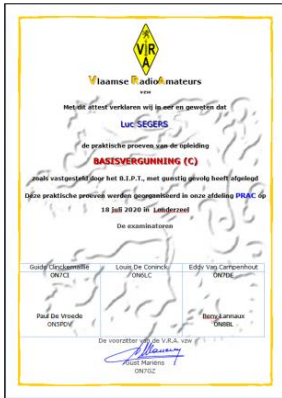 VRA
Vlaamse RadioAmateurs
vzw
Met dit attest verklaren wij in eer en geweten dat
Luc SEGERS
de praktische proeven van de opleiding
BASISVERGUNNING (C)
zoals vastgesteld door het B.I.P.T., met gunstig gevolg heeft afgelegd
Deze praktische proeven werden georganiseerd in onze afdeling PRAC op
18 juli 2020 in Londerzeel
De examinatoren
Guido Clinckemaillie Louis De Coninck Eddy Van Campenhout
ON7CI ON6LC ON7DE
Paul De Vroede Beny Lannaux
ON5PDV ON8BL
De voorzitter van de V.R.A. vzw
Gust Mariëns
ON7GZ